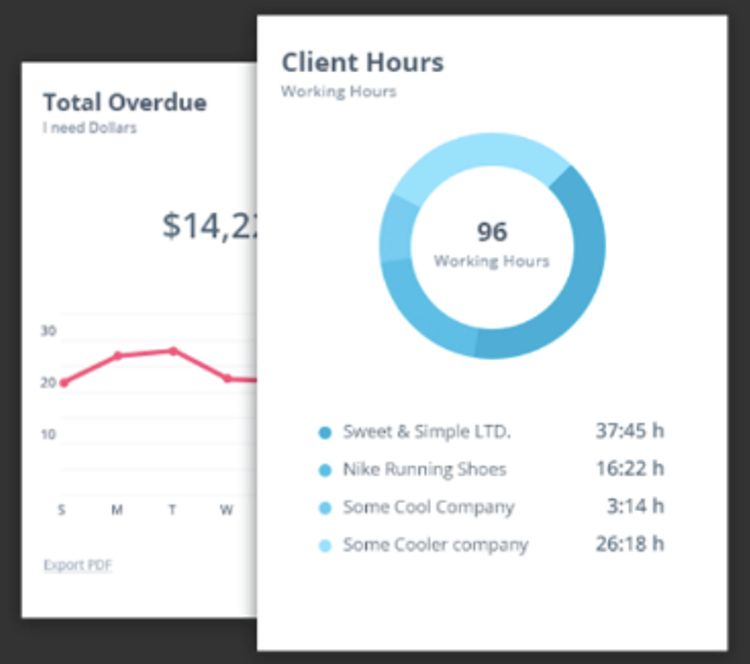 Total Overdue
I need Dollars
$14,2
30
20
10
S M T W
Export PDF
Client Hours
Working Hours
96
Working Hours
Sweet & Simple LTD. 37:45 h
Nike Running Shoes 16:22 h
Some Cool Company 3:14 h
Some Cooler company 26:18 h